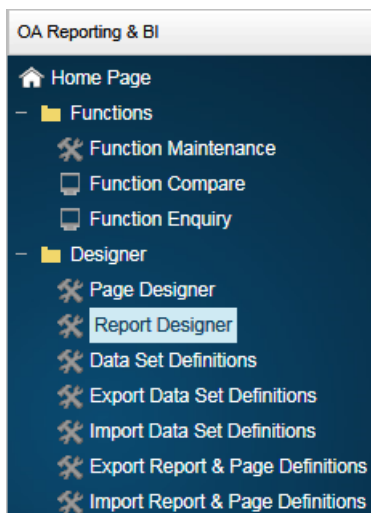 OA Reporting & BI
Home Page
Functions
Function Maintenance
Function Compare
Function Enquiry
Designer
Page Designer
Report Designer
Data Set Definitions
Export Data Set Definitions
Import Data Set Definitions
Export Report & Page Definitions
Import Report & Page Definitions